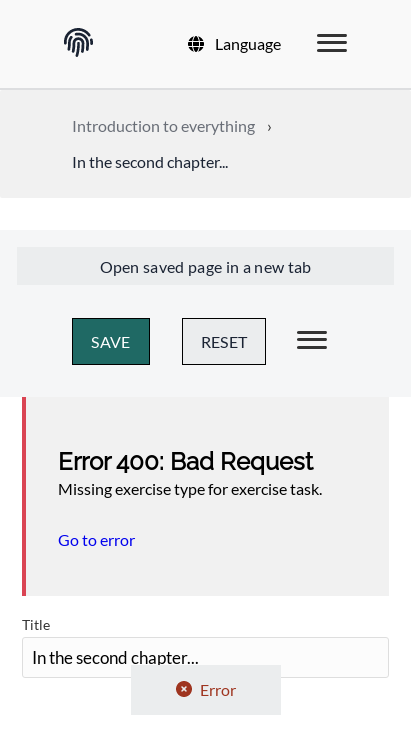 Language
Introduction to everything ›
In the second chapter...
Open saved page in a new tab
SAVE RESET
Error 400: Bad Request
Missing exercise type for exercise task.
Go to error
Title
In the second chapter...
Error